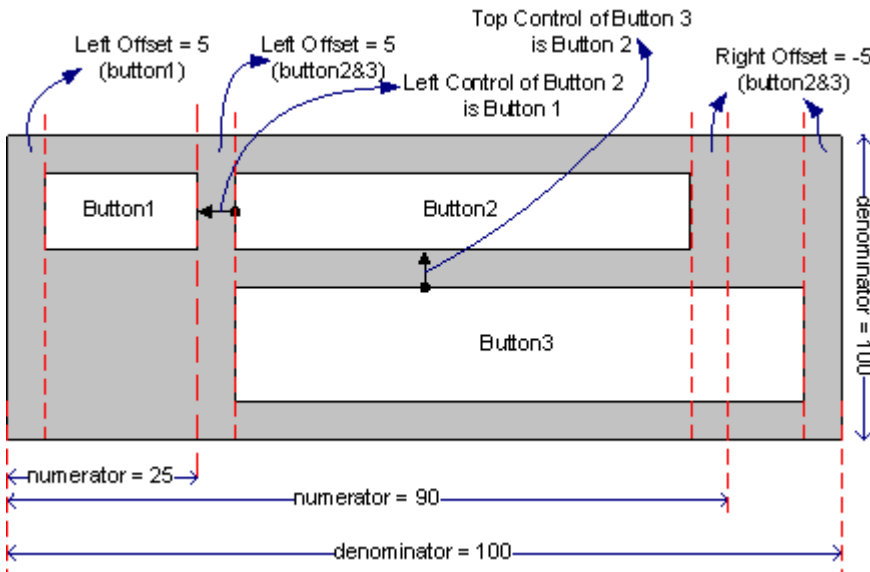 Top Control of Button 3
is Button 2
Left Offset = 5
(button1)
Left Offset = 5
(button2&3)
Right Offset = -5
(button2&3)
Left Control of Button 2
is Button 1
Button1
Button2
Button3
denominator = 100
numerator = 25
numerator = 90
denominator = 100